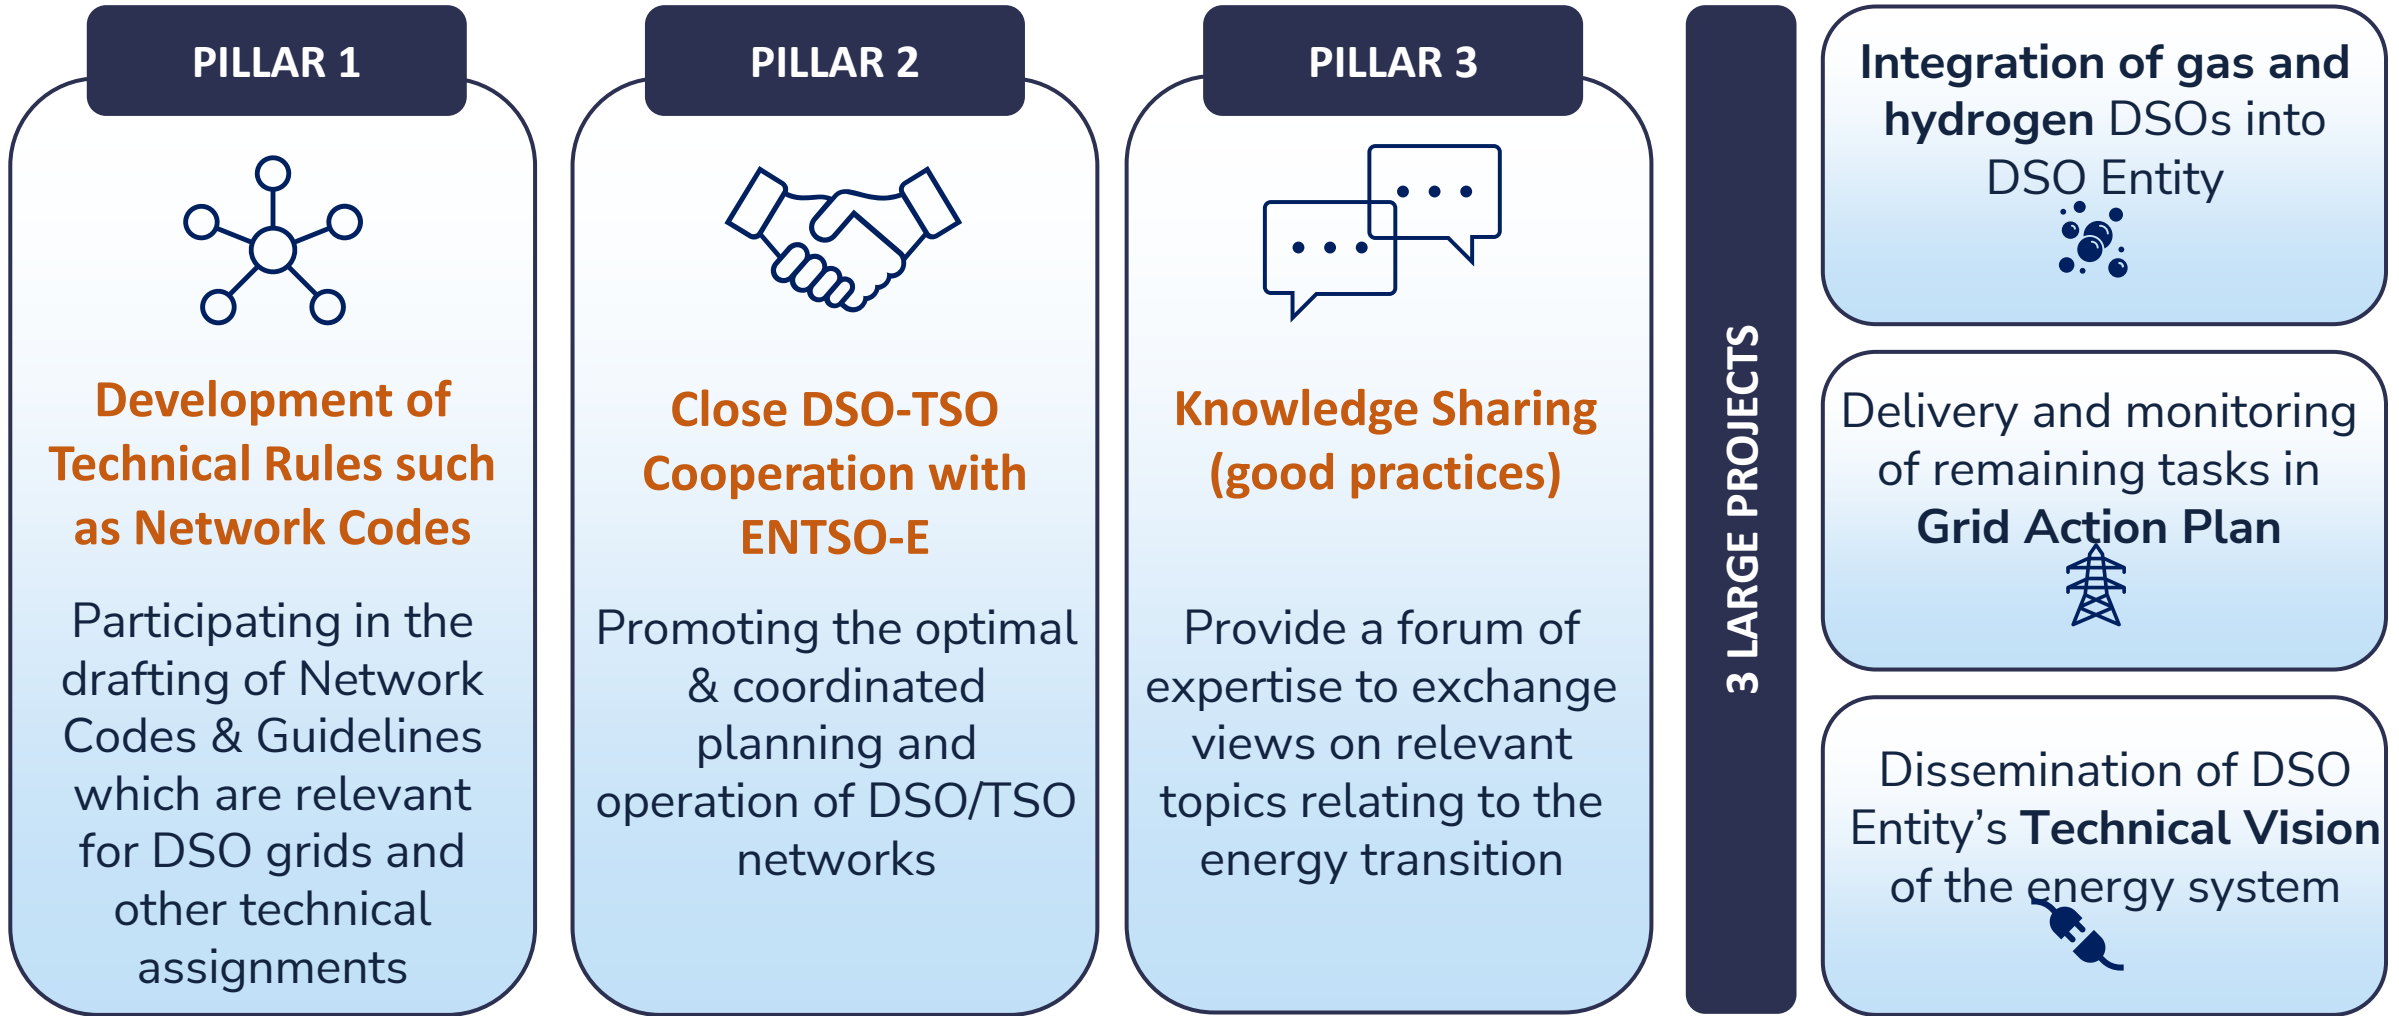 PILLAR 1
Development of
Technical Rules such
as Network Codes
Participating in the
drafting of Network
Codes & Guidelines
which are relevant
for DSO grids and
other technical
assignments
PILLAR 2
Close DSO-TSO
Cooperation with
ENTSO-E
Promoting the optimal
& coordinated
planning and
operation of DSO/TSO
networks
PILLAR 3
Knowledge Sharing
(good practices)
Provide a forum of
expertise to exchange
views on relevant
topics relating to the
energy transition
3 LARGE PROJECTS
Integration of gas and
hydrogen DSOs into
DSO Entity
Delivery and monitoring
of remaining tasks in
Grid Action Plan
Dissemination of DSO
Entity’s Technical Vision
of the energy system